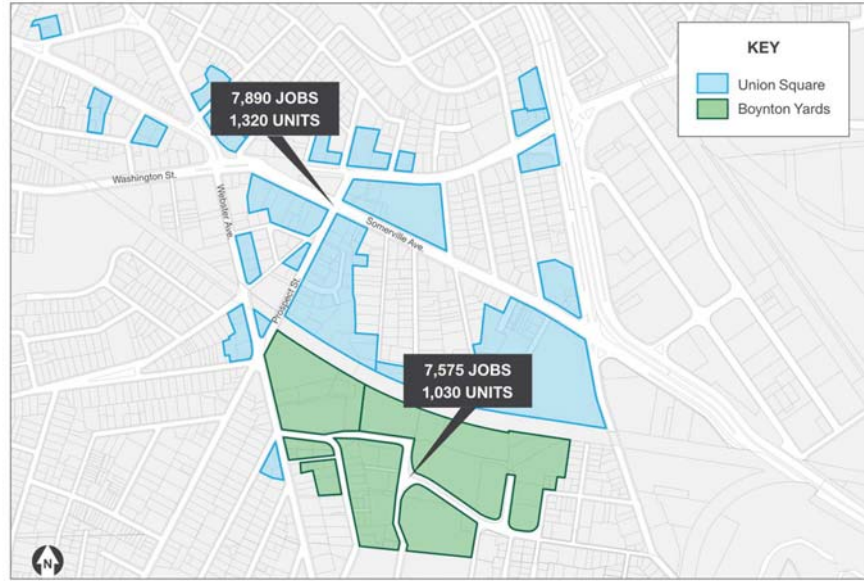 KEY
Union Square
Boynton Yards
7,890 JOBS
1,320 UNITS
Washington St.
Webster Ave.
Somerville Ave.
Prospect St.
7,575 JOBS
1,030 UNITS
N